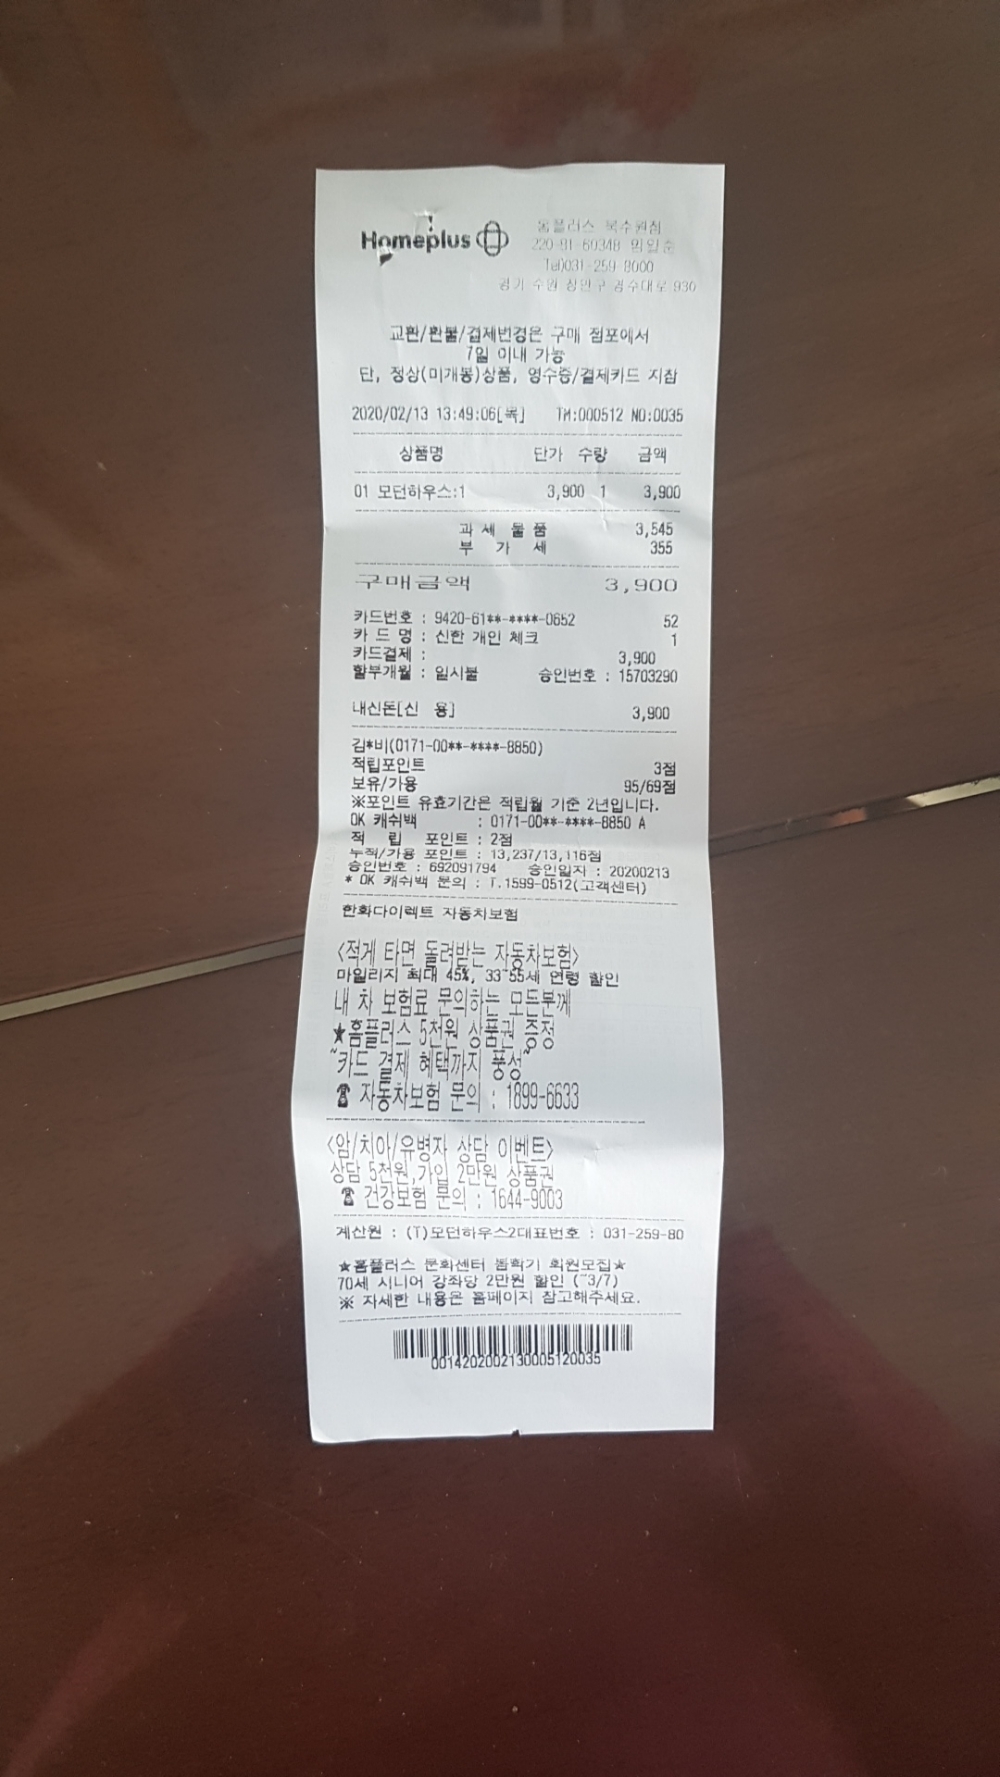 Homeplus
홈플러스 북수원점
220-81-60348 임일순
Tel)031-259-8000
경기 수원 장안구 경수대로 930
교환/환불/결제변경은 구매 점포에서
7일 이내 가능
단, 정상(미개봉)상품, 영수증/결제카드 지참
2020/02/13 13:49:06[목] TM:000512 NO:0035
상품명 단가 수량 금액
01 모던하우스:1 3,900 1 3,900
과 세 물 품 3,545
부 가 세 355
구매금액 3,900
카드번호 : 9420-61**-****-0652 52
카 드 명 : 신한 개인 체크 1
카드결제 : 3,900
할부개월 : 일시불 승인번호 : 15703290
내신돈[신 용] 3,900
김*비(0171-00**-****-8850)
적립포인트 3점
보유/가용 95/69점
※포인트 유효기간은 적립월 기준 2년입니다.
OK 캐쉬백 : 0171-00**-****-8850 A
적 립 포인트 : 2점
누적/가용 포인트 : 13,237/13,116점
승인번호 : 692091794 승인일자 : 20200213
* OK 캐쉬백 문의 : T.1599-0512(고객센터)
한화다이렉트 자동차보험
<적게 타면 돌려받는 자동차보험>
마일리지 최대 45%, 33~55세 연령 할인
내 차 보험료 문의하는 모든분께
★홈플러스 5천원 상품권 증정
~카드 결제 혜택까지 풍성~
☎ 자동차보험 문의 : 1899-6633
<암/치아/유병자 상담 이벤트>
상담 5천원,가입 2만원 상품권
☎ 건강보험 문의 : 1644-9003
계산원 : (T)모던하우스2대표번호 : 031-259-80
★홈플러스 문화센터 봄학기 회원모집★
70세 시니어 강좌당 2만원 할인 (~3/7)
※ 자세한 내용은 홈페이지 참고해주세요.
0014202002130005120035